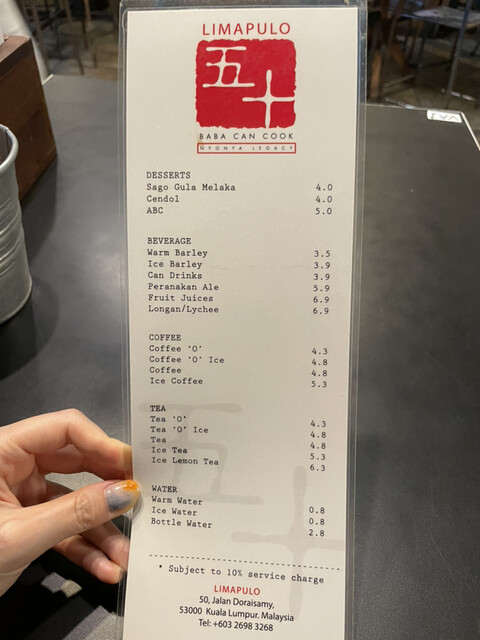 LIMAPULO
五
十
BABA CAN COOK
NYONYA LEGACY
DESSERTS
Sago Gula Melaka 4.0
Cendol 4.0
ABC 5.0
BEVERAGE
Warm Barley 3.5
Ice Barley 3.9
Can Drinks 3.9
Peranakan Ale 5.9
Fruit Juices 6.9
Longan/Lychee 6.9
COFFEE
Coffee 'O' 4.3
Coffee 'O' Ice 4.8
Coffee 4.8
Ice Coffee 5.3
TEA
Tea 'O' 4.3
Tea 'O' Ice 4.8
Tea 4.8
Ice Tea 5.3
Ice Lemon Tea 6.3
WATER
Warm Water 0.8
Ice Water 0.8
Bottle Water 2.8
* Subject to 10% service charge
LIMAPULO
50, Jalan Doraisamy,
53000 Kuala Lumpur. Malaysia
Tel: +603 2698 3268